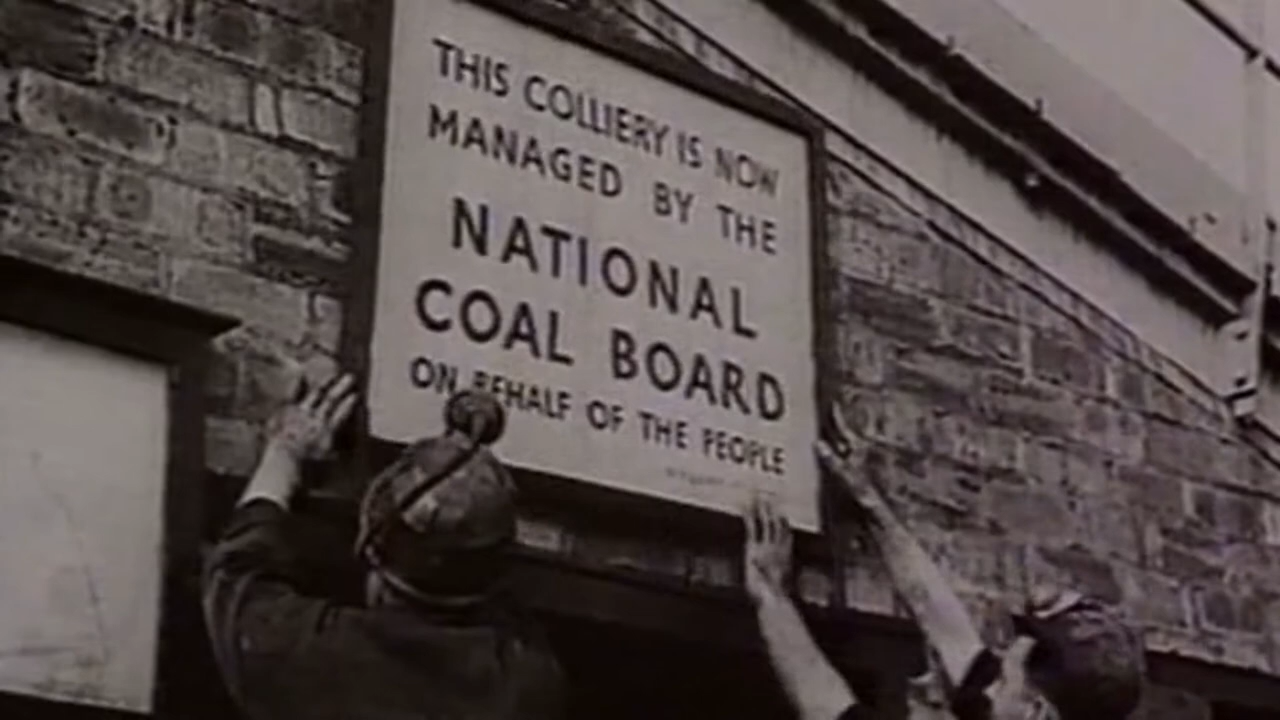 THIS COLLIERY IS NOW
MANAGED BY THE
NATIONAL
COAL BOARD
ON BEHALF OF THE PEOPLE